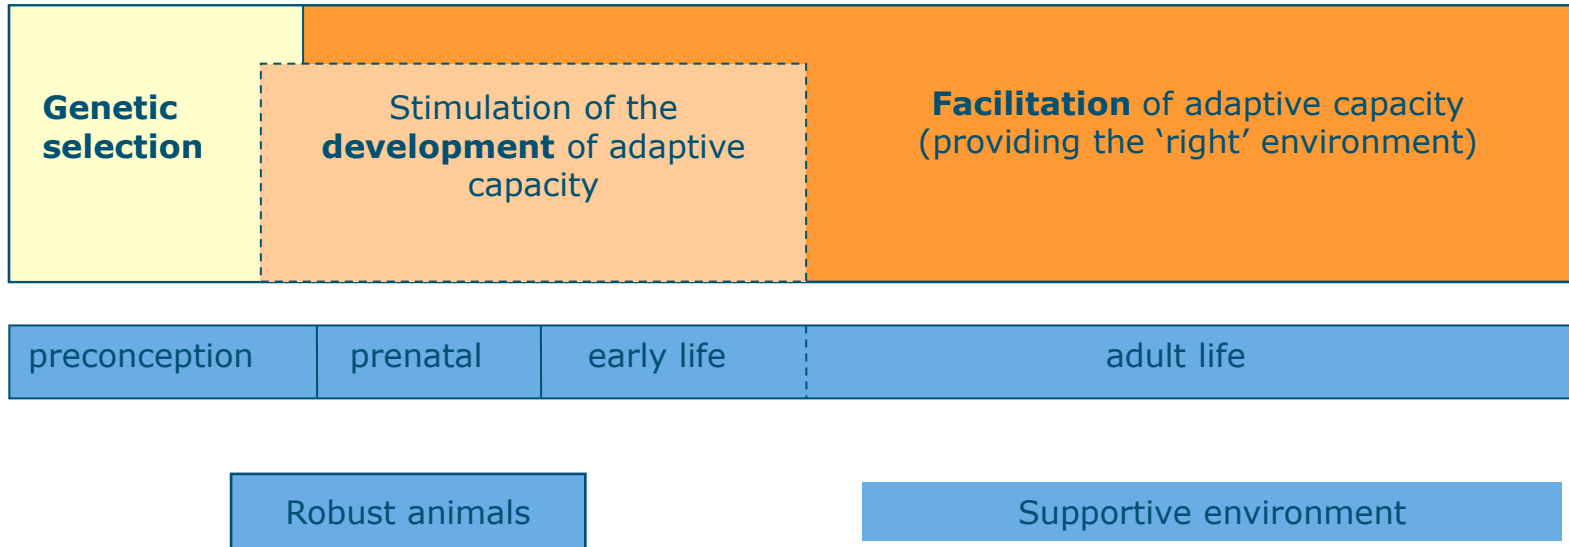 Genetic
selection
Stimulation of the
development of adaptive
capacity
Facilitation of adaptive capacity
(providing the ‘right’ environment)
preconception
prenatal
early life
adult life
Robust animals
Supportive environment